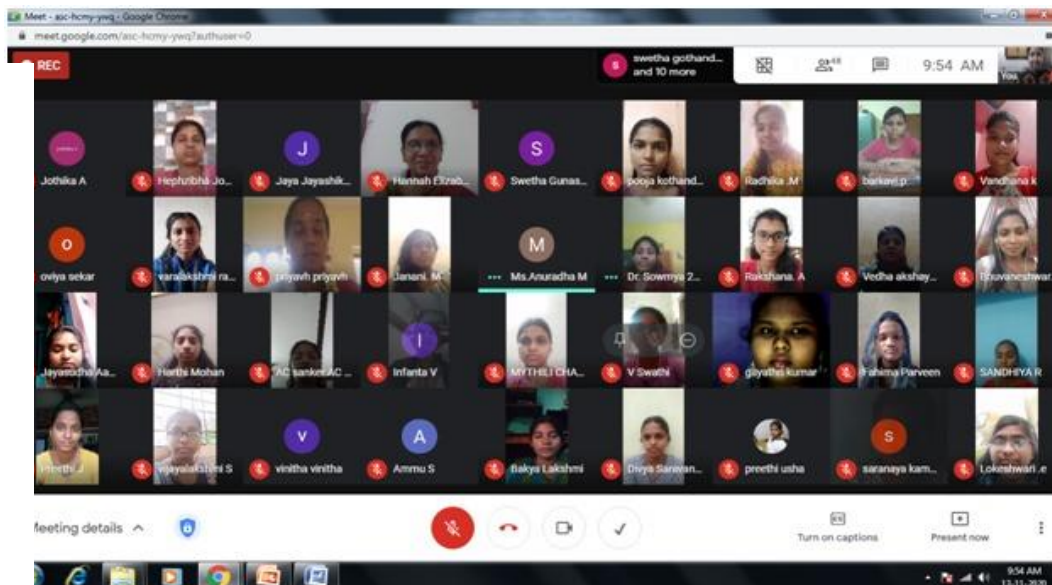 Meet - asc-hcmy-ywq - Google Chrome
meet.google.com/asc-hcmy-ywq?authuser=0
REC
s
swetha gothand...
and 10 more
48
9:54 AM
You
Jothika A
Hephzibha Jo...
J
Jaya Jayashik...
Hannah Elizab...
S
Swetha Gunas...
pooja kothand...
Radhika .M
barkavi.p
Vandhana k
o
oviya sekar
varalakshmi ra...
priyavh priyavh
Janani. M
M
Ms.Anuradha M
Dr. Sowmya 2...
Rakshana. A
Vedha akshay...
Bhuvaneshwar...
Jayasudha Aa...
Harthi Mohan
AC sanker AC ...
I
Infanta V
MYTHILI CHA...
V Swathi
gayathri kumar
Fahima Parveen
SANDHIYA R
Preethi J
vijayalakshmi S
v
vinitha vinitha
A
Ammu S
Bakya Lakshmi
Divya Saravan...
preethi usha
s
saranaya kam...
Lokeshwari .e
Meeting details
Turn on captions
Present now
9:54 AM